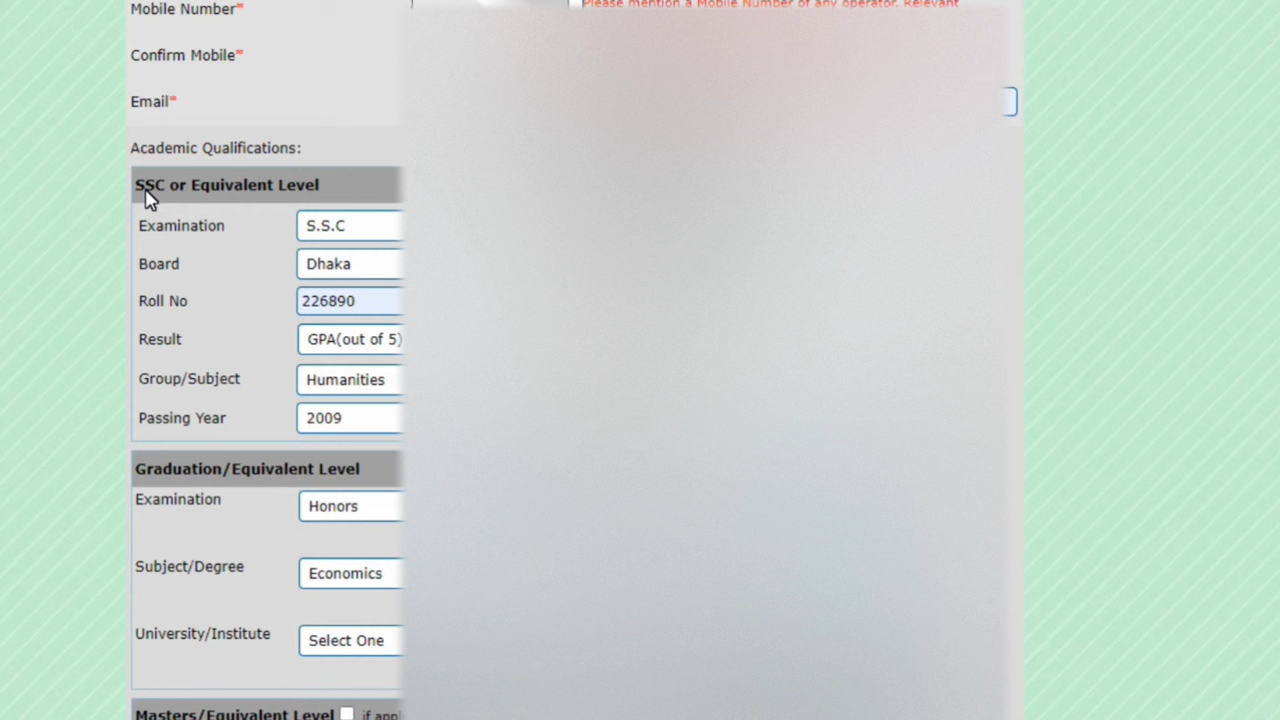 Mobile Number*
Please mention a Mobile Number of any operator. Relevant
Confirm Mobile*
Email*
Academic Qualifications:
SSC or Equivalent Level
Examination S.S.C
Board Dhaka
Roll No 226890
Result GPA(out of 5)
Group/Subject Humanities
Passing Year 2009
Graduation/Equivalent Level
Examination Honors
Subject/Degree Economics
University/Institute Select One
Masters/Equivalent Level if appl